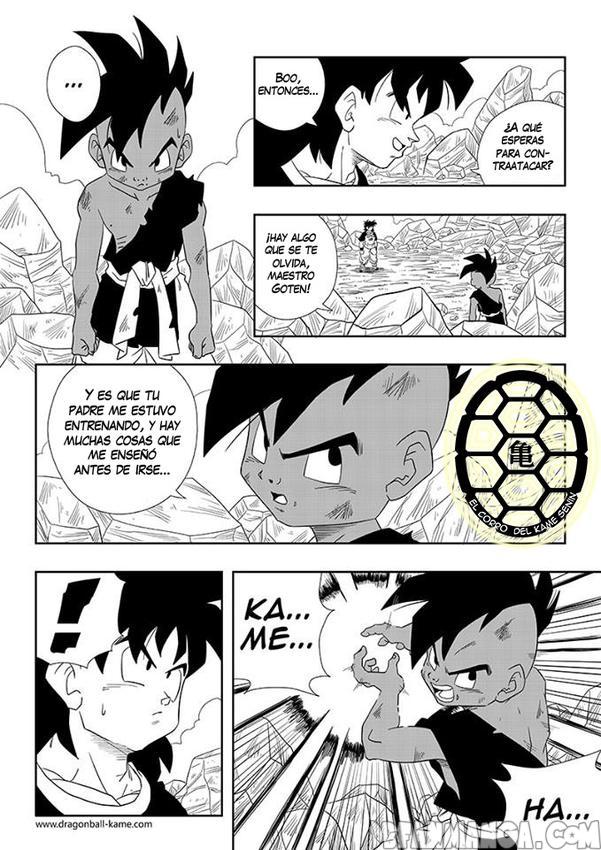 ...
BOO,
ENTONCES...
¿A QUÉ
ESPERAS
PARA CON-
TRAATACAR?
¡HAY ALGO
QUE SE TE
OLVIDA,
MAESTRO
GOTEN!
Y ES QUE TU
PADRE ME ESTUVO
ENTRENANDO, Y HAY
MUCHAS COSAS QUE
ME ENSEÑÓ
ANTES DE IRSE...
亀
EL CORRO DEL KAME SENIN
!
KA...
ME...
HA...
www.dragonball-kame.com
SPANMANGA.COM